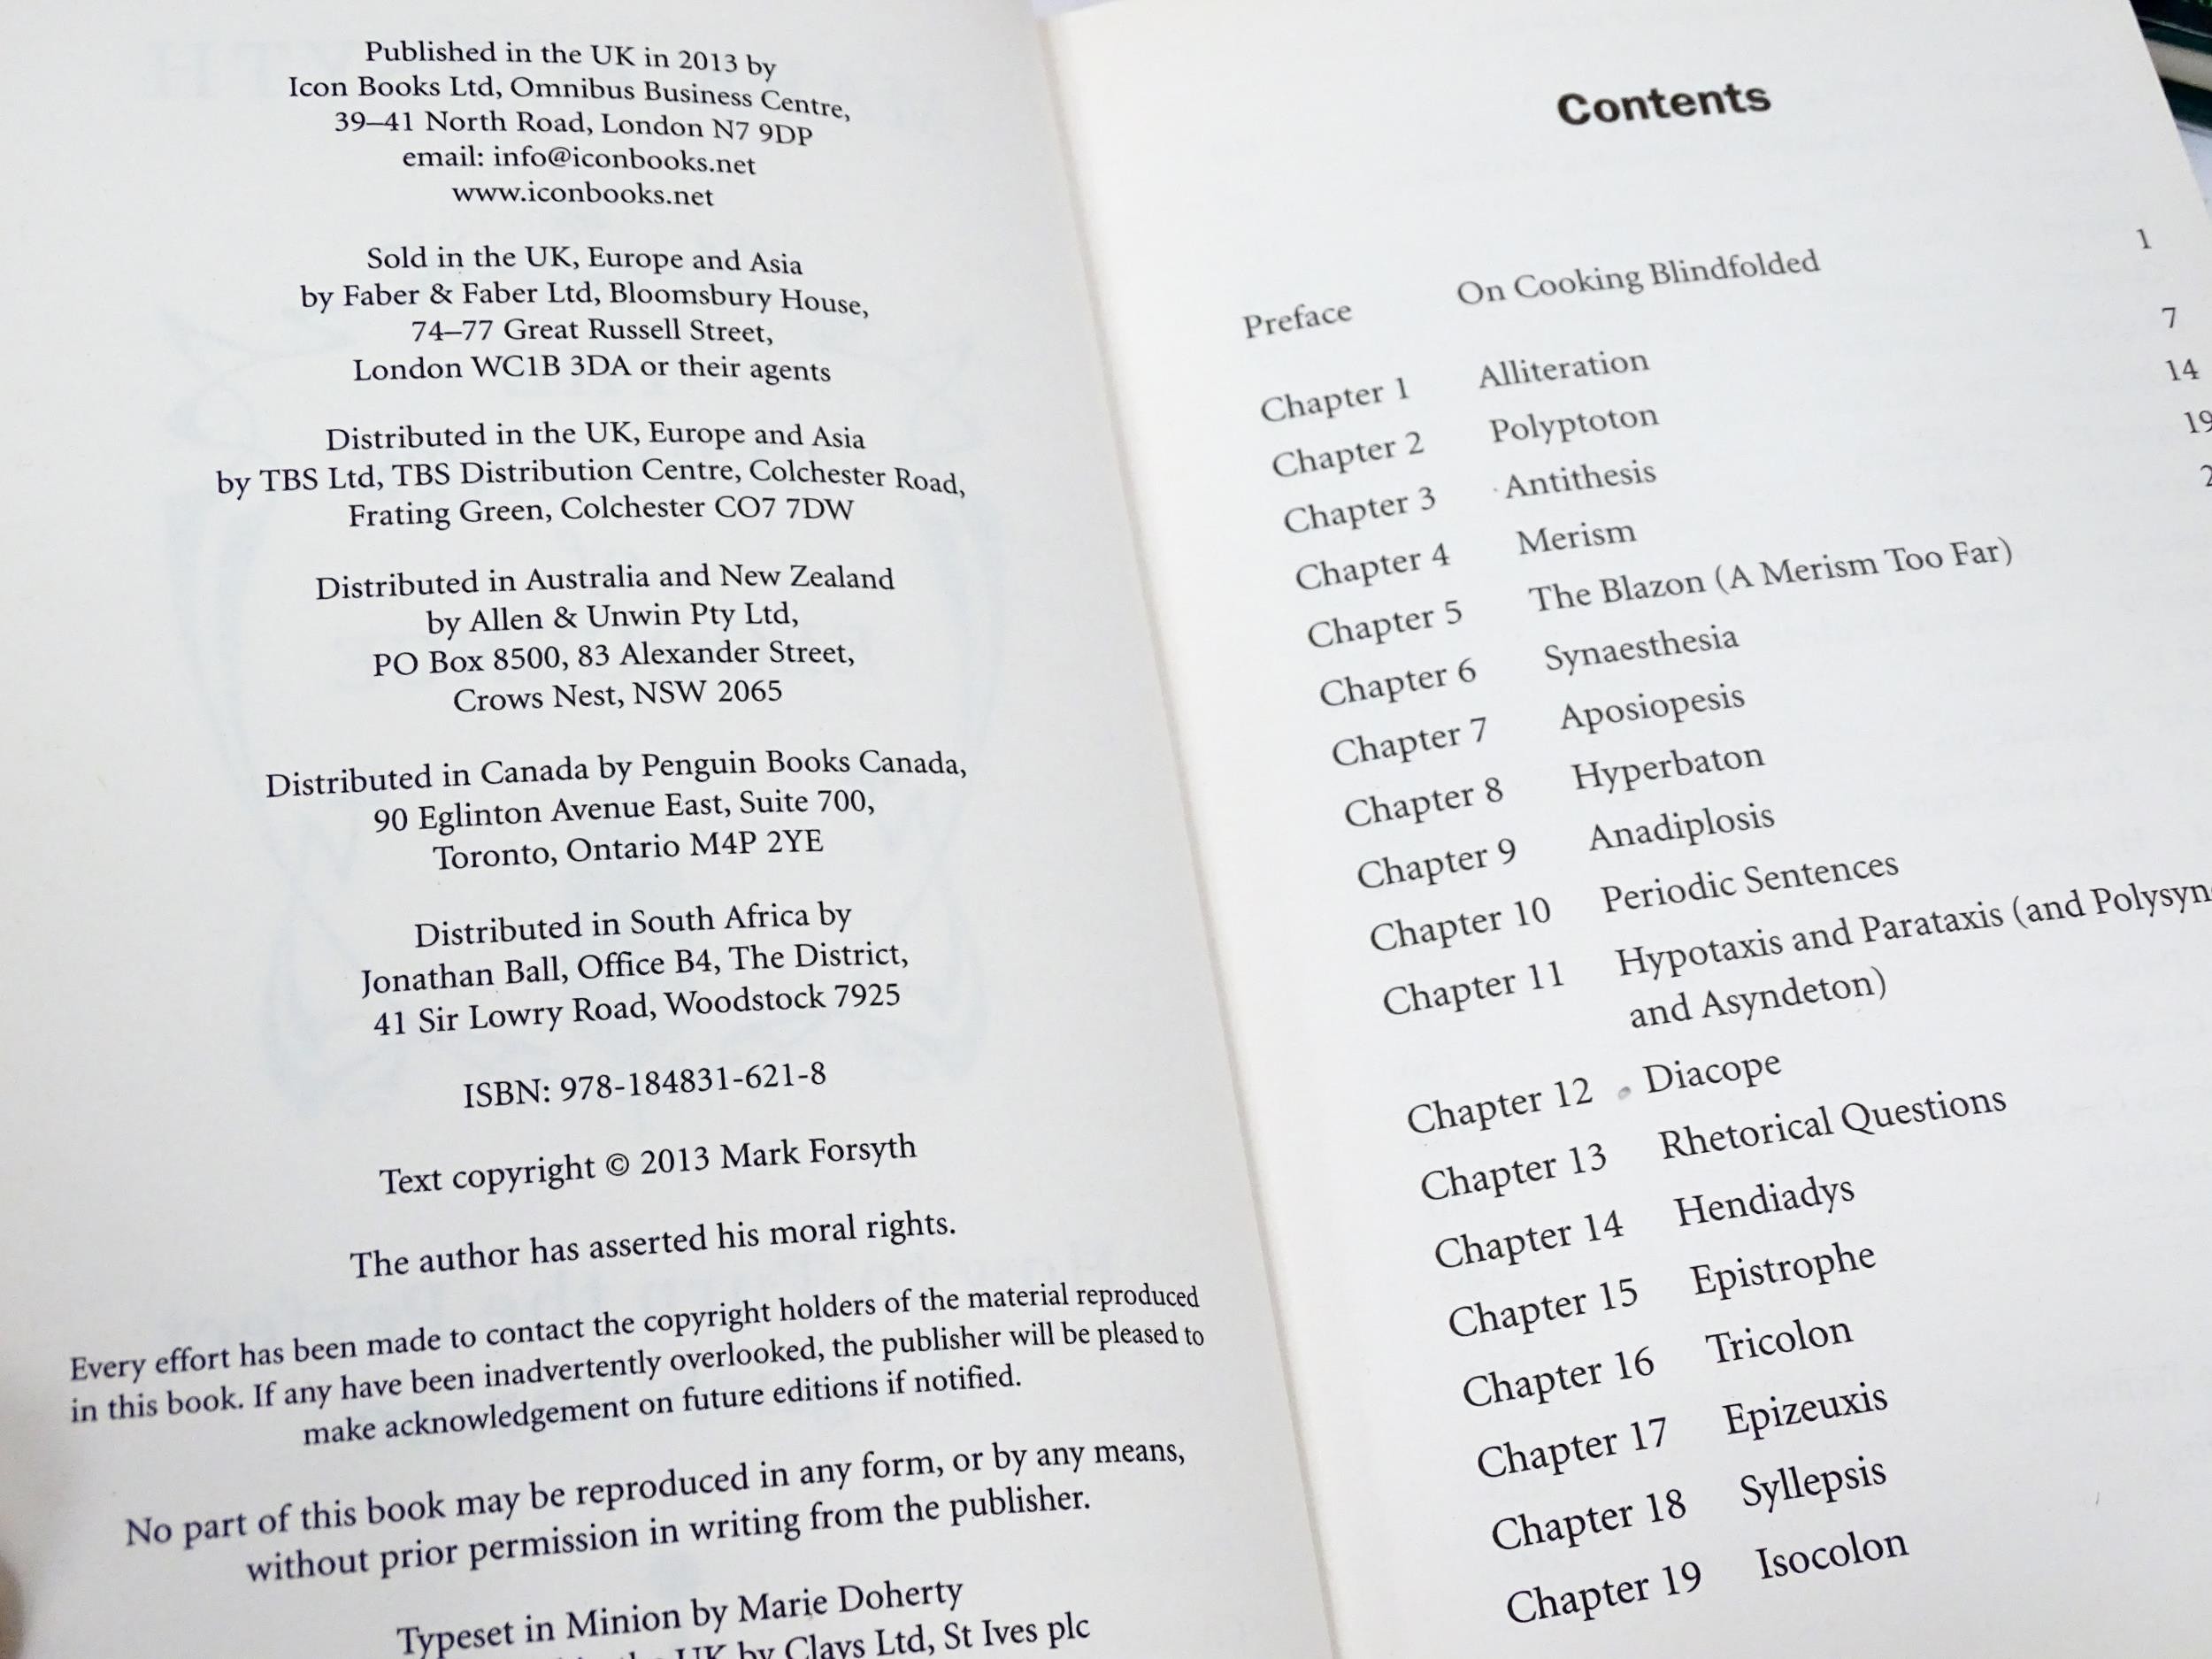 Published in the UK in 2013 by
Icon Books Ltd, Omnibus Business Centre,
39–41 North Road, London N7 9DP
email: info@iconbooks.net
www.iconbooks.net
Sold in the UK, Europe and Asia
by Faber & Faber Ltd, Bloomsbury House,
74–77 Great Russell Street,
London WC1B 3DA or their agents
Distributed in the UK, Europe and Asia
by TBS Ltd, TBS Distribution Centre, Colchester Road,
Frating Green, Colchester CO7 7DW
Distributed in Australia and New Zealand
by Allen & Unwin Pty Ltd,
PO Box 8500, 83 Alexander Street,
Crows Nest, NSW 2065
Distributed in Canada by Penguin Books Canada,
90 Eglinton Avenue East, Suite 700,
Toronto, Ontario M4P 2YE
Distributed in South Africa by
Jonathan Ball, Office B4, The District,
41 Sir Lowry Road, Woodstock 7925
ISBN: 978-184831-621-8
Text copyright © 2013 Mark Forsyth
The author has asserted his moral rights.
Every effort has been made to contact the copyright holders of the material reproduced
in this book. If any have been inadvertently overlooked, the publisher will be pleased to
make acknowledgement on future editions if notified.
No part of this book may be reproduced in any form, or by any means,
without prior permission in writing from the publisher.
Typeset in Minion by Marie Doherty
UK by Clays Ltd, St Ives plc
Contents
Preface On Cooking Blindfolded 1
Chapter 1 Alliteration 7
Chapter 2 Polyptoton 14
Chapter 3 Antithesis 19
Chapter 4 Merism 2
Chapter 5 The Blazon (A Merism Too Far)
Chapter 6 Synaesthesia
Chapter 7 Aposiopesis
Chapter 8 Hyperbaton
Chapter 9 Anadiplosis
Chapter 10 Periodic Sentences
Chapter 11 Hypotaxis and Parataxis (and Polysyn
and Asyndeton)
Chapter 12 Diacope
Chapter 13 Rhetorical Questions
Chapter 14 Hendiadys
Chapter 15 Epistrophe
Chapter 16 Tricolon
Chapter 17 Epizeuxis
Chapter 18 Syllepsis
Chapter 19 Isocolon